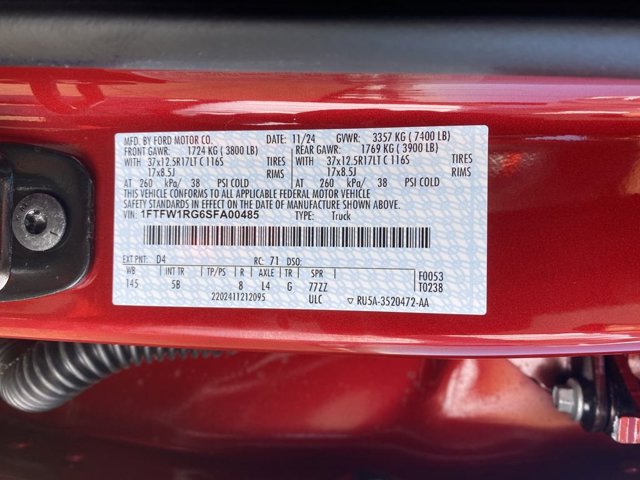 MFD. BY FORD MOTOR CO. DATE: 11/24 GVWR: 3357 KG ( 7400 LB)
FRONT GAWR: 1724 KG ( 3800 LB) REAR GAWR: 1769 KG ( 3900 LB)
WITH 37x12.5R17LT C 116S TIRES WITH 37x12.5R17LT C 116S TIRES
17x8.5J RIMS 17x8.5J RIMS
AT 260 kPa/ 38 PSI COLD AT 260 kPa/ 38 PSI COLD
THIS VEHICLE CONFORMS TO ALL APPLICABLE FEDERAL MOTOR VEHICLE
SAFETY STANDARDS IN EFFECT ON THE DATE OF MANUFACTURE SHOWN ABOVE.
VIN: 1FTFW1RG6SFA00485 TYPE: Truck
EXT PNT: D4 RC: 71 DSO:
WB INT TR TP/PS R AXLE TR SPR F0053
145 5B 8 L4 G 77ZZ T0238
2202411212095 ULC ▽ RU5A-3520472-AA